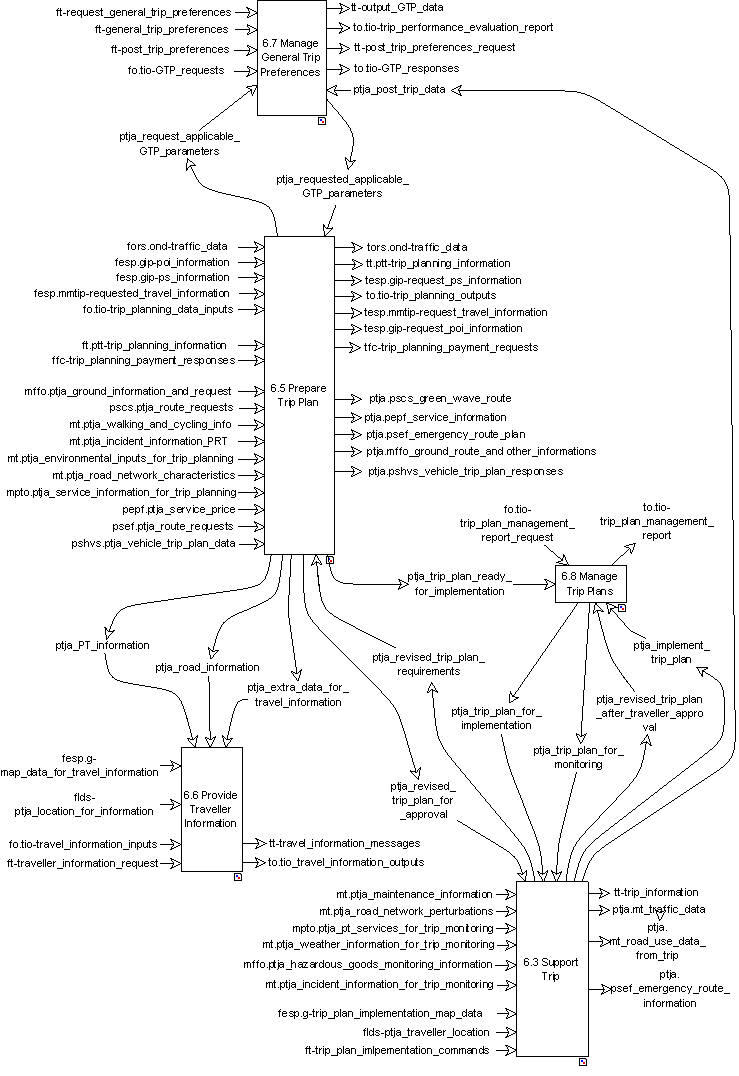 ft-request_general_trip_preferences
ft-general_trip_preferences
ft-post_trip_preferences
fo.tio-GTP_requests
6.7 Manage
General Trip
Preferences
tt-output_GTP_data
to.tio-trip_performance_evaluation_report
tt-post_trip_preferences_request
to.tio-GTP_responses
ptja_post_trip_data
ptja_request_applicable_
GTP_parameters
ptja_requested_applicable_
GTP_parameters
fors.ond-traffic_data
fesp.gip-poi_information
fesp.gip-ps_information
fesp.mmtip-requested_travel_information
fo.tio-trip_planning_data_inputs
ft.ptt-trip_planning_information
ffc-trip_planning_payment_responses
mffo.ptja_ground_information_and_request
pscs.ptja_route_requests
mt.ptja_walking_and_cycling_info
mt.ptja_incident_information_PRT
mt.ptja_environmental_inputs_for_trip_planning
mt.ptja_road_network_characteristics
mpto.ptja_service_information_for_trip_planning
pepf.ptja_service_price
psef.ptja_route_requests
pshvs.ptja_vehicle_trip_plan_data
6.5 Prepare
Trip Plan
tors.ond-traffic_data
tt.ptt-trip_planning_information
tesp.gip-request_ps_information
to.tio-trip_planning_outputs
tesp.mmtip-request_travel_information
tesp.gip-request_poi_information
tfc-trip_planning_payment_requests
ptja.pscs_green_wave_route
ptja.pepf_service_information
ptja.psef_emergency_route_plan
ptja.mffo_ground_route_and other_informations
ptja.pshvs_vehicle_trip_plan_responses
fo.tio-
trip_plan_management_
report_request
to.tio-
trip_plan_management_
report
ptja_trip_plan_ready_
for_implementation
6.8 Manage
Trip Plans
ptja_PT_information
ptja_road_information
ptja_extra_data_for_
travel_information
ptja_revised_trip_plan_
requirements
ptja_implement_
trip_plan
ptja_trip_plan_for_
implementation
ptja_revised_trip_plan
_after_traveller_appro
val
ptja_trip_plan_for_
monitoring
ptja_revised_
trip_plan_for
_approval
fesp.g-
map_data_for_travel_information
flds-
ptja_location_for_information
fo.tio-travel_information_inputs
ft-traveller_information_request
6.6 Provide
Traveller
Information
tt-travel_information_messages
to.tio_travel_information_outputs
mt.ptja_maintenance_information
mt.ptja_road_network_perturbations
mpto.ptja_pt_services_for_trip_monitoring
mt.ptja_weather_information_for_trip_monitoring
mffo.ptja_hazardous_goods_monitoring_information
mt.ptja_incident_information_for_trip_monitoring
fesp.g-trip_plan_implementation_map_data
flds-ptja_traveller_location
ft-trip_plan_imlpementation_commands
6.3 Support
Trip
tt-trip_information
ptja.mt_traffic_data
ptja.
mt_road_use_data_
from_trip
ptja.
psef_emergency_route_
information